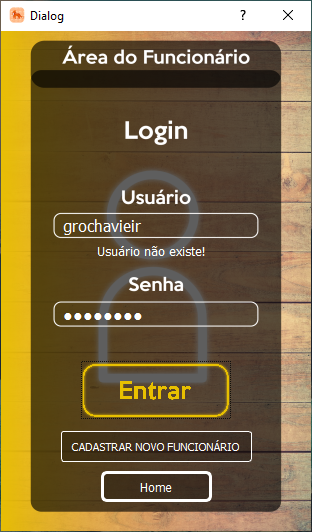 Dialog
?
Área do Funcionário
Login
Usuário
grochavieir
Usuário não existe!
Senha
●●●●●●●●
Entrar
CADASTRAR NOVO FUNCIONÁRIO
Home